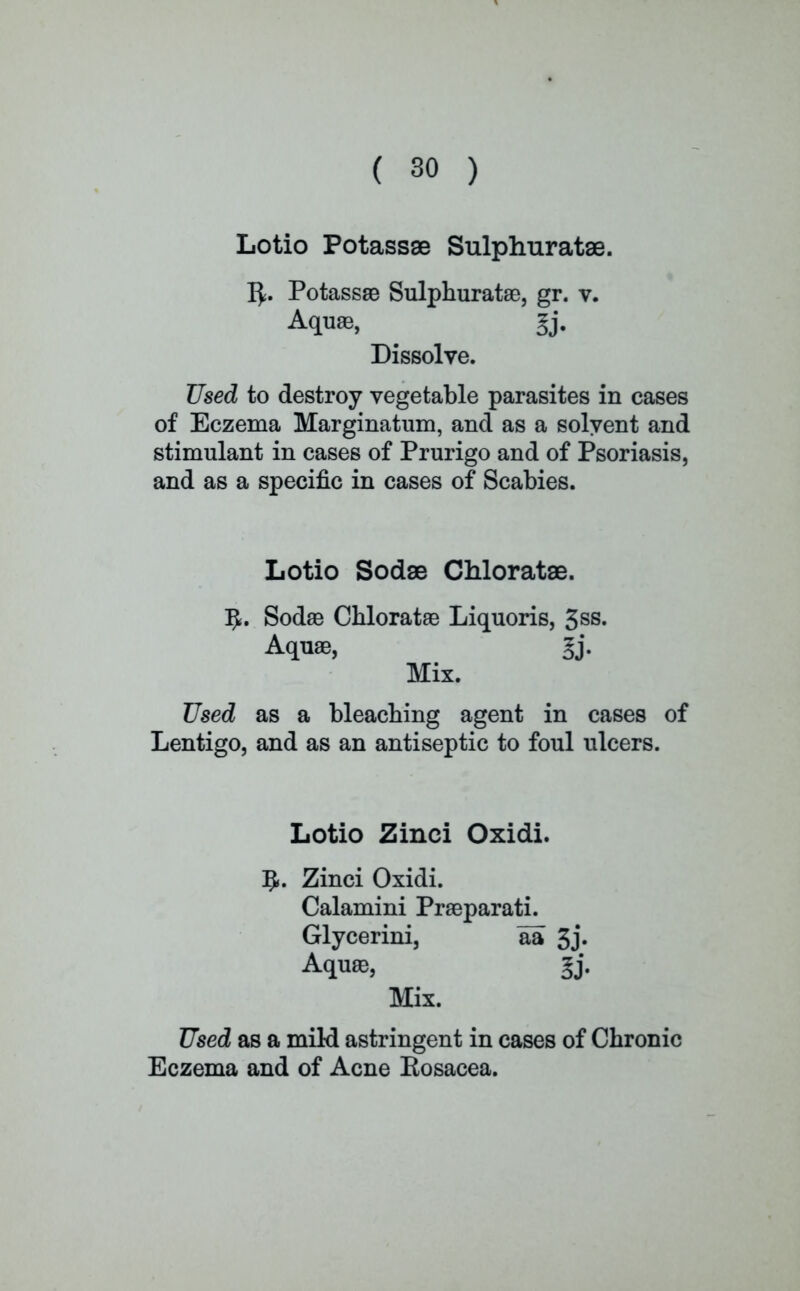 ( 30 )
Lotio Potassæ Sulphuratæ.
℞. Potassæ Sulphuratæ, gr. v.
Aquæ, ℥j.
Dissolve.
Used to destroy vegetable parasites in cases
of Eczema Marginatum, and as a solvent and
stimulant in cases of Prurigo and of Psoriasis,
and as a specific in cases of Scabies.
Lotio Sodæ Chloratæ.
℞. Sodæ Chloratæ Liquoris, ʒss.
Aquæ, ℥j.
Mix.
Used as a bleaching agent in cases of
Lentigo, and as an antiseptic to foul ulcers.
Lotio Zinci Oxidi.
℞. Zinci Oxidi.
Calamini Præparati.
Glycerini, a̅a̅ ʒj.
Aquæ, ℥j.
Mix.
Used as a mild astringent in cases of Chronic
Eczema and of Acne Rosacea.